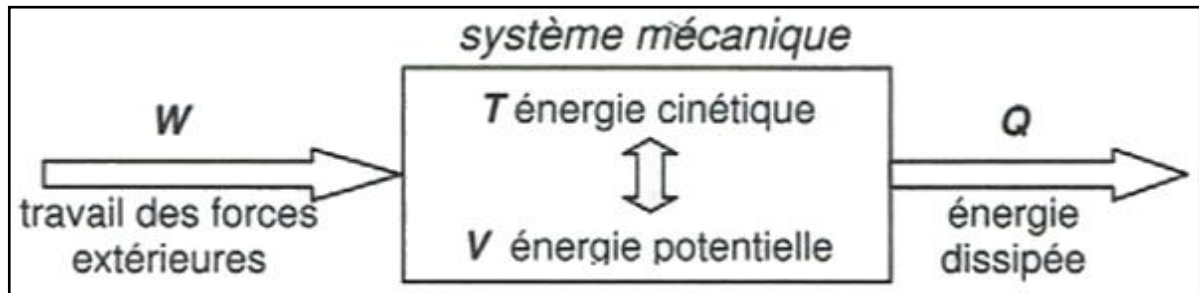 système mécanique
W
T énergie cinétique
Q
travail des forces
extérieures
V énergie potentielle
énergie
dissipée